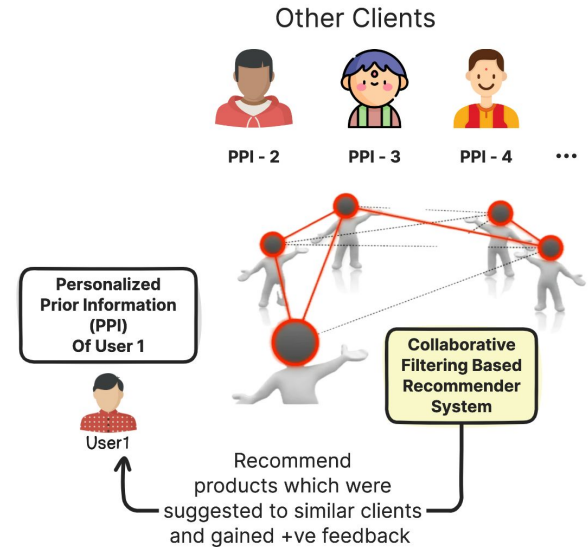 Other Clients
PPI - 2
PPI - 3
PPI - 4
...
Personalized
Prior Information
(PPI)
Of User 1
User1
Collaborative
Filtering Based
Recommender
System
Recommend
products which were
suggested to similar clients
and gained +ve feedback